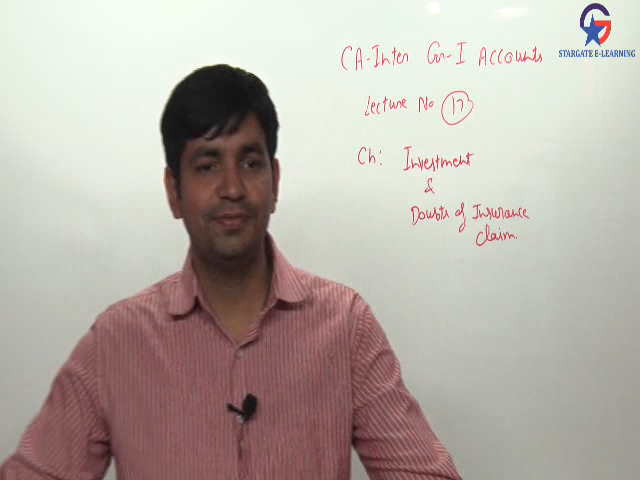 STARGATE E-LEARNING
CA-Inter Gr-I Accounts
Lecture No 17
Ch: Investment
&
Doubts of Insurance
Claim.